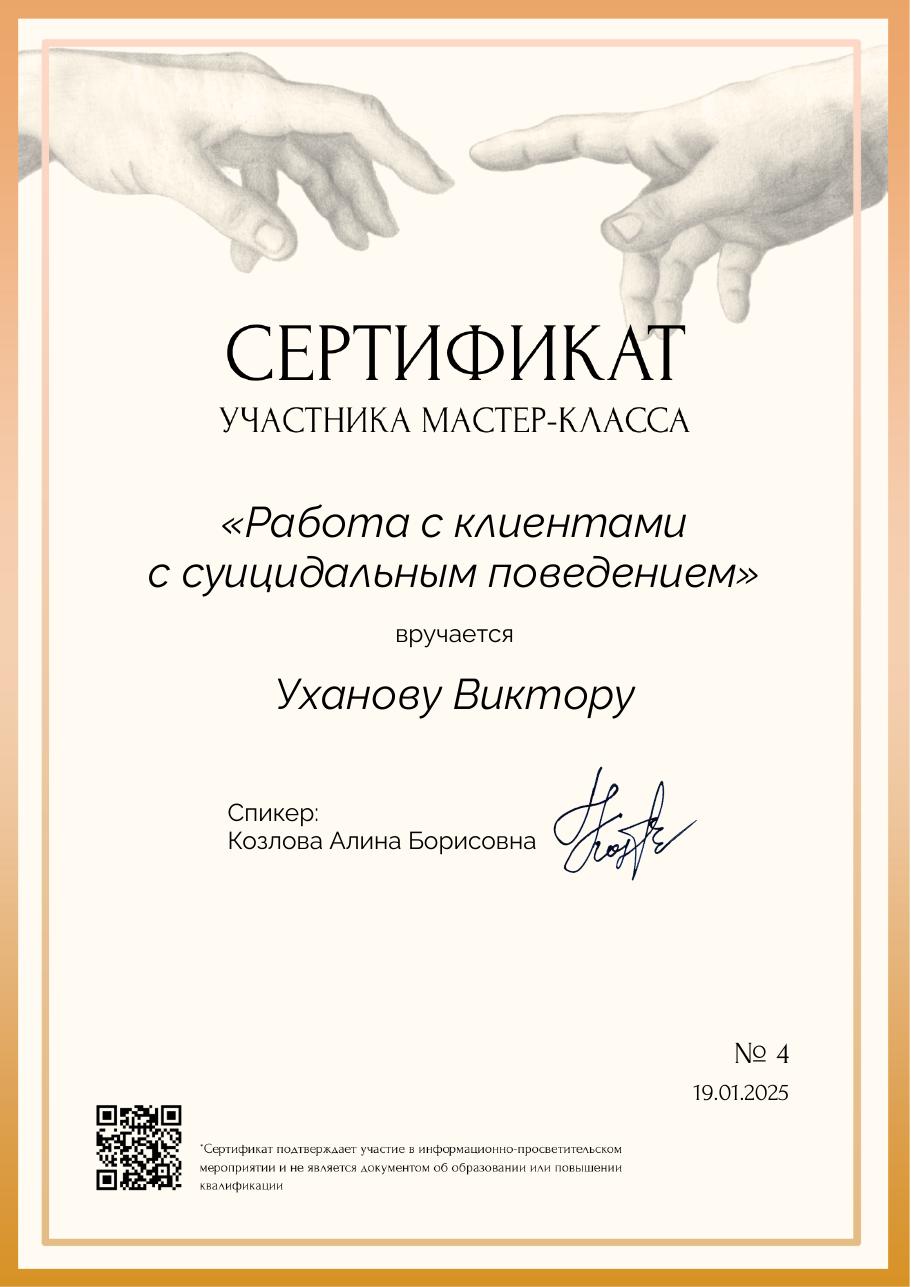 СЕРТИФИКАТ
УЧАСТНИКА МАСТЕР-КЛАССА
«Работа с клиентами
с суицидальным поведением»
вручается
Уханову Виктору
Спикер:
Козлова Алина Борисовна
№ 4
19.01.2025
*Сертификат подтверждает участие в информационно-просветительском
мероприятии и не является документом об образовании или повышении
квалификации